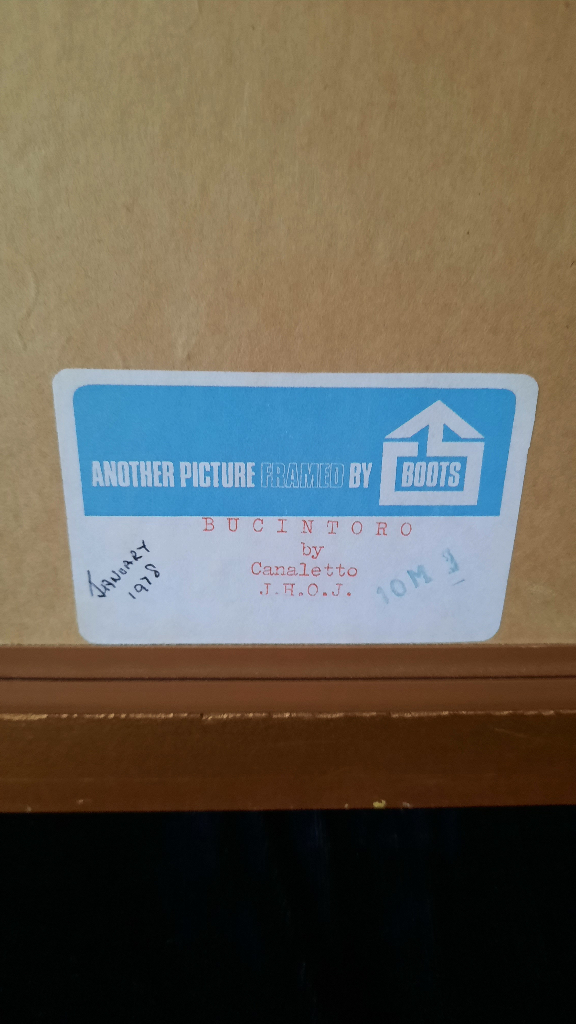 ANOTHER PICTURE FRAMED BY BOOTS
BUCINTORO
by
Canaletto
J.H.O.J.
JANUARY
1978
10M